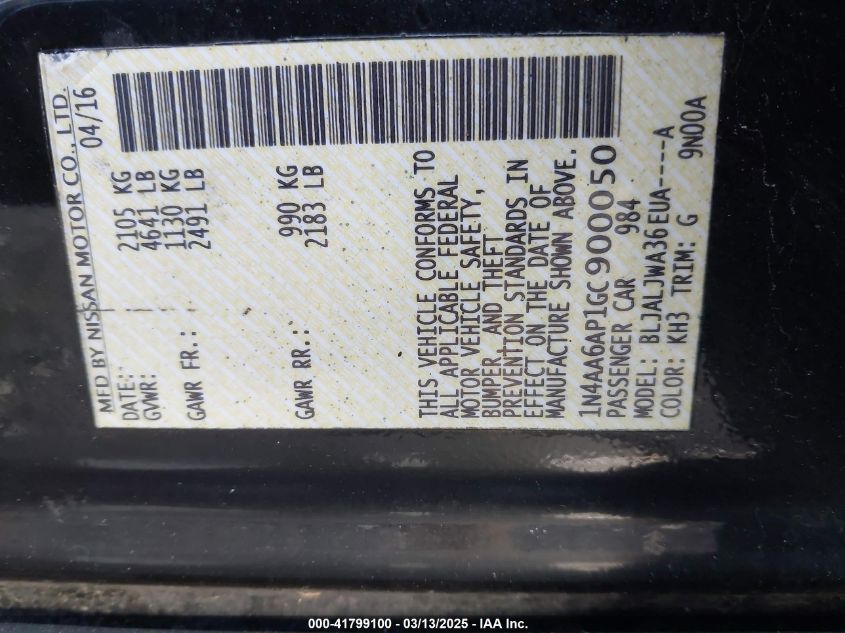 MFD BY NISSAN MOTOR CO., LTD.
DATE: 04/16
GVWR: 2105 KG
4641 LB
GAWR FR.: 1130 KG
2491 LB
GAWR RR.: 990 KG
2183 LB
THIS VEHICLE CONFORMS TO
ALL APPLICABLE FEDERAL
MOTOR VEHICLE SAFETY,
BUMPER, AND THEFT
PREVENTION STANDARDS IN
EFFECT ON THE DATE OF
MANUFACTURE SHOWN ABOVE.
1N4AA6AP1GC900050
PASSENGER CAR 984
MODEL: BLJALJWA36EUA----A
COLOR: KH3 TRIM: G 9N00A
000-41799100 - 03/13/2025 - IAA Inc.